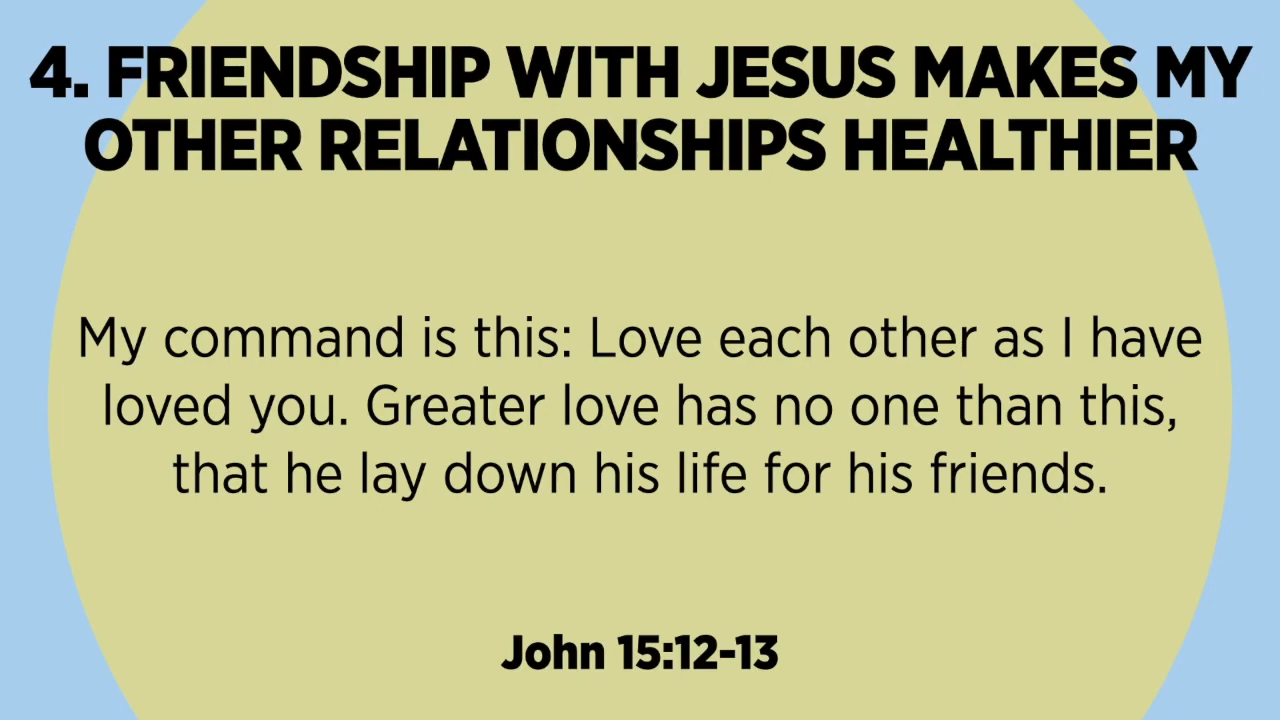 4. FRIENDSHIP WITH JESUS MAKES MY
OTHER RELATIONSHIPS HEALTHIER
My command is this: Love each other as I have
loved you. Greater love has no one than this,
that he lay down his life for his friends.
John 15:12-13